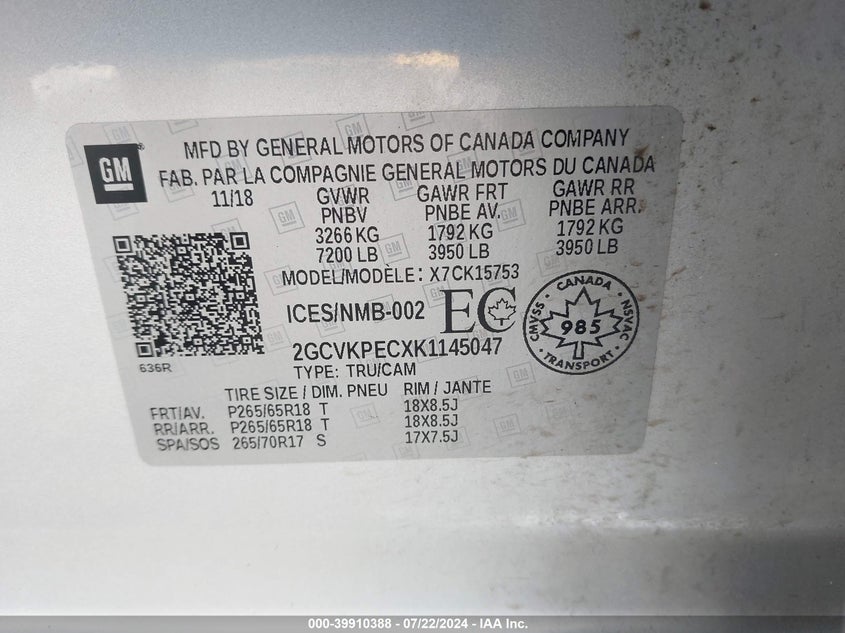 GM
MFD BY GENERAL MOTORS OF CANADA COMPANY
FAB. PAR LA COMPAGNIE GENERAL MOTORS DU CANADA
11/18 GVWR GAWR FRT GAWR RR
PNBV PNBE AV. PNBE ARR.
3266 KG 1792 KG 1792 KG
7200 LB 3950 LB 3950 LB
MODEL/MODÈLE: X7CK15753
ICES/NMB-002 EC
CANADA
CMVSS 985 NSVAC
TRANSPORT
2GCVKPECXK1145047
636R
TYPE: TRU/CAM
TIRE SIZE / DIM. PNEU RIM / JANTE
FRT/AV. P265/65R18 T 18X8.5J
RR/ARR. P265/65R18 T 18X8.5J
SPA/SOS 265/70R17 S 17X7.5J
000-39910388 - 07/22/2024 - IAA Inc.